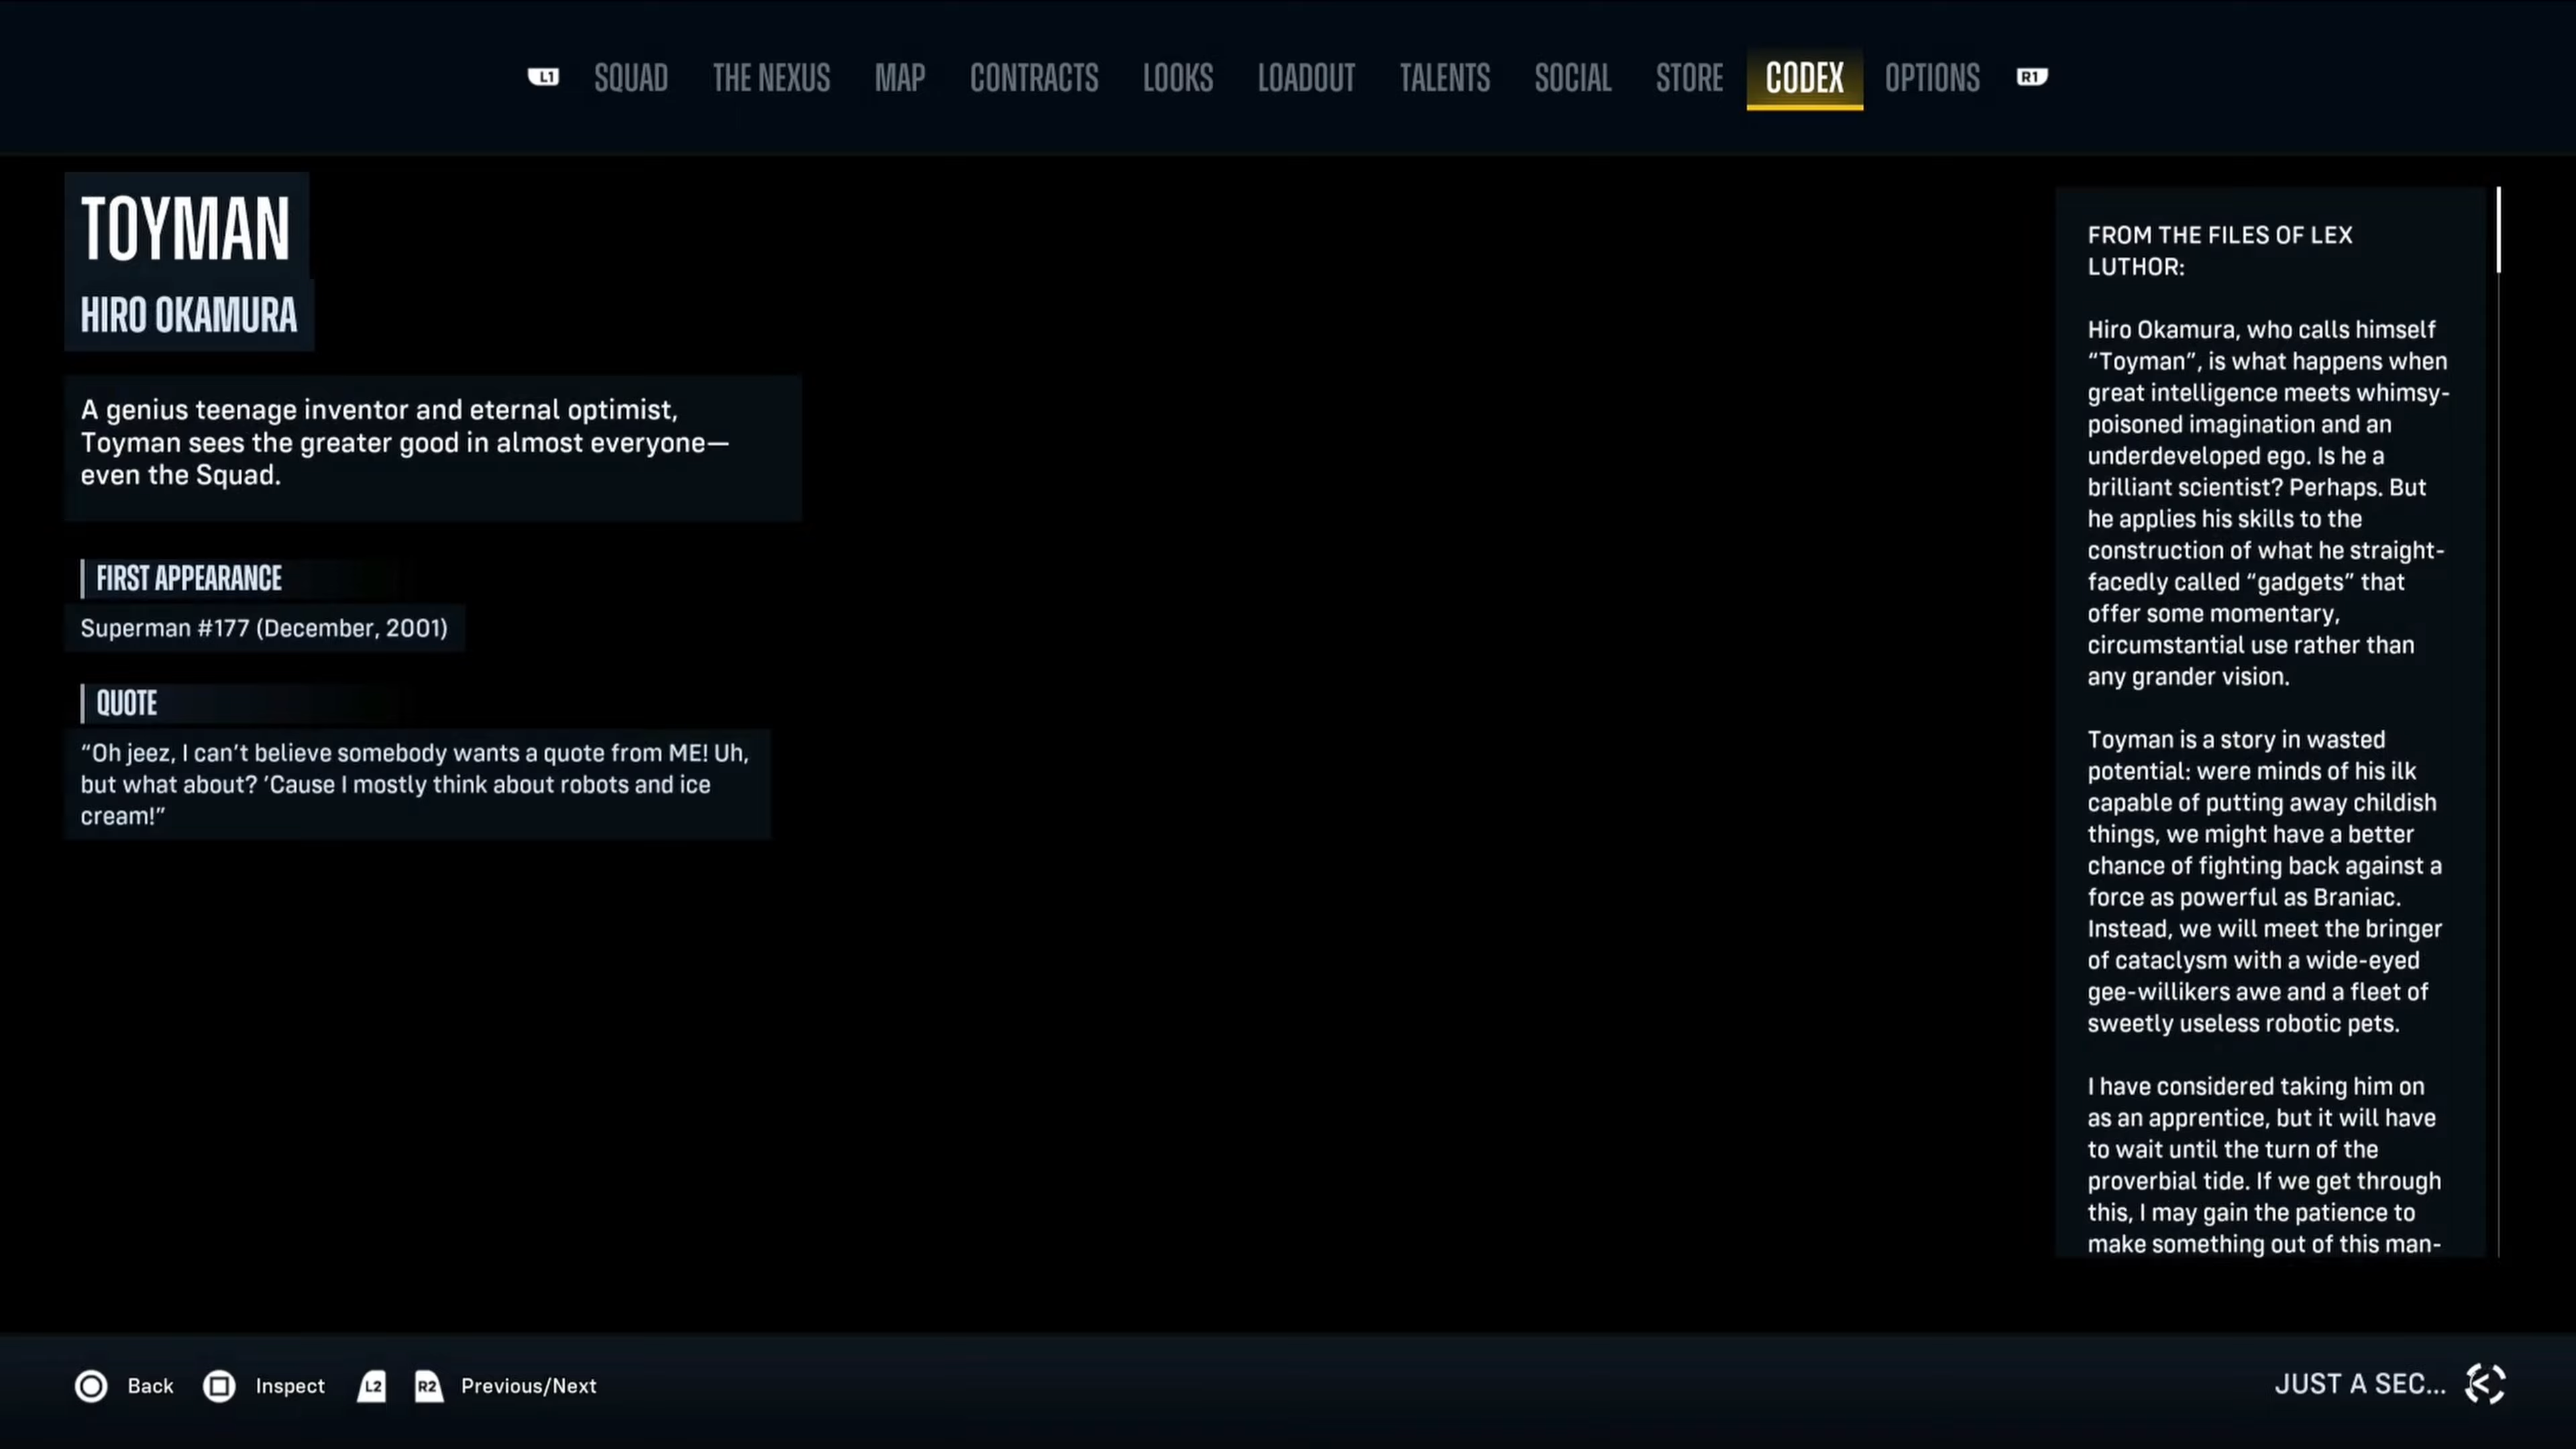 L1 SQUAD THE NEXUS MAP CONTRACTS LOOKS LOADOUT TALENTS SOCIAL STORE CODEX OPTIONS R1
TOYMAN
HIRO OKAMURA
A genius teenage inventor and eternal optimist,
Toyman sees the greater good in almost everyone—
even the Squad.
FIRST APPEARANCE
Superman #177 (December, 2001)
QUOTE
“Oh jeez, I can’t believe somebody wants a quote from ME! Uh,
but what about? ’Cause I mostly think about robots and ice
cream!”
FROM THE FILES OF LEX
LUTHOR:
Hiro Okamura, who calls himself
“Toyman”, is what happens when
great intelligence meets whimsy-
poisoned imagination and an
underdeveloped ego. Is he a
brilliant scientist? Perhaps. But
he applies his skills to the
construction of what he straight-
facedly called “gadgets” that
offer some momentary,
circumstantial use rather than
any grander vision.
Toyman is a story in wasted
potential: were minds of his ilk
capable of putting away childish
things, we might have a better
chance of fighting back against a
force as powerful as Braniac.
Instead, we will meet the bringer
of cataclysm with a wide-eyed
gee-willikers awe and a fleet of
sweetly useless robotic pets.
I have considered taking him on
as an apprentice, but it will have
to wait until the turn of the
proverbial tide. If we get through
this, I may gain the patience to
make something out of this man-
Back Inspect L2 R2 Previous/Next
JUST A SEC...